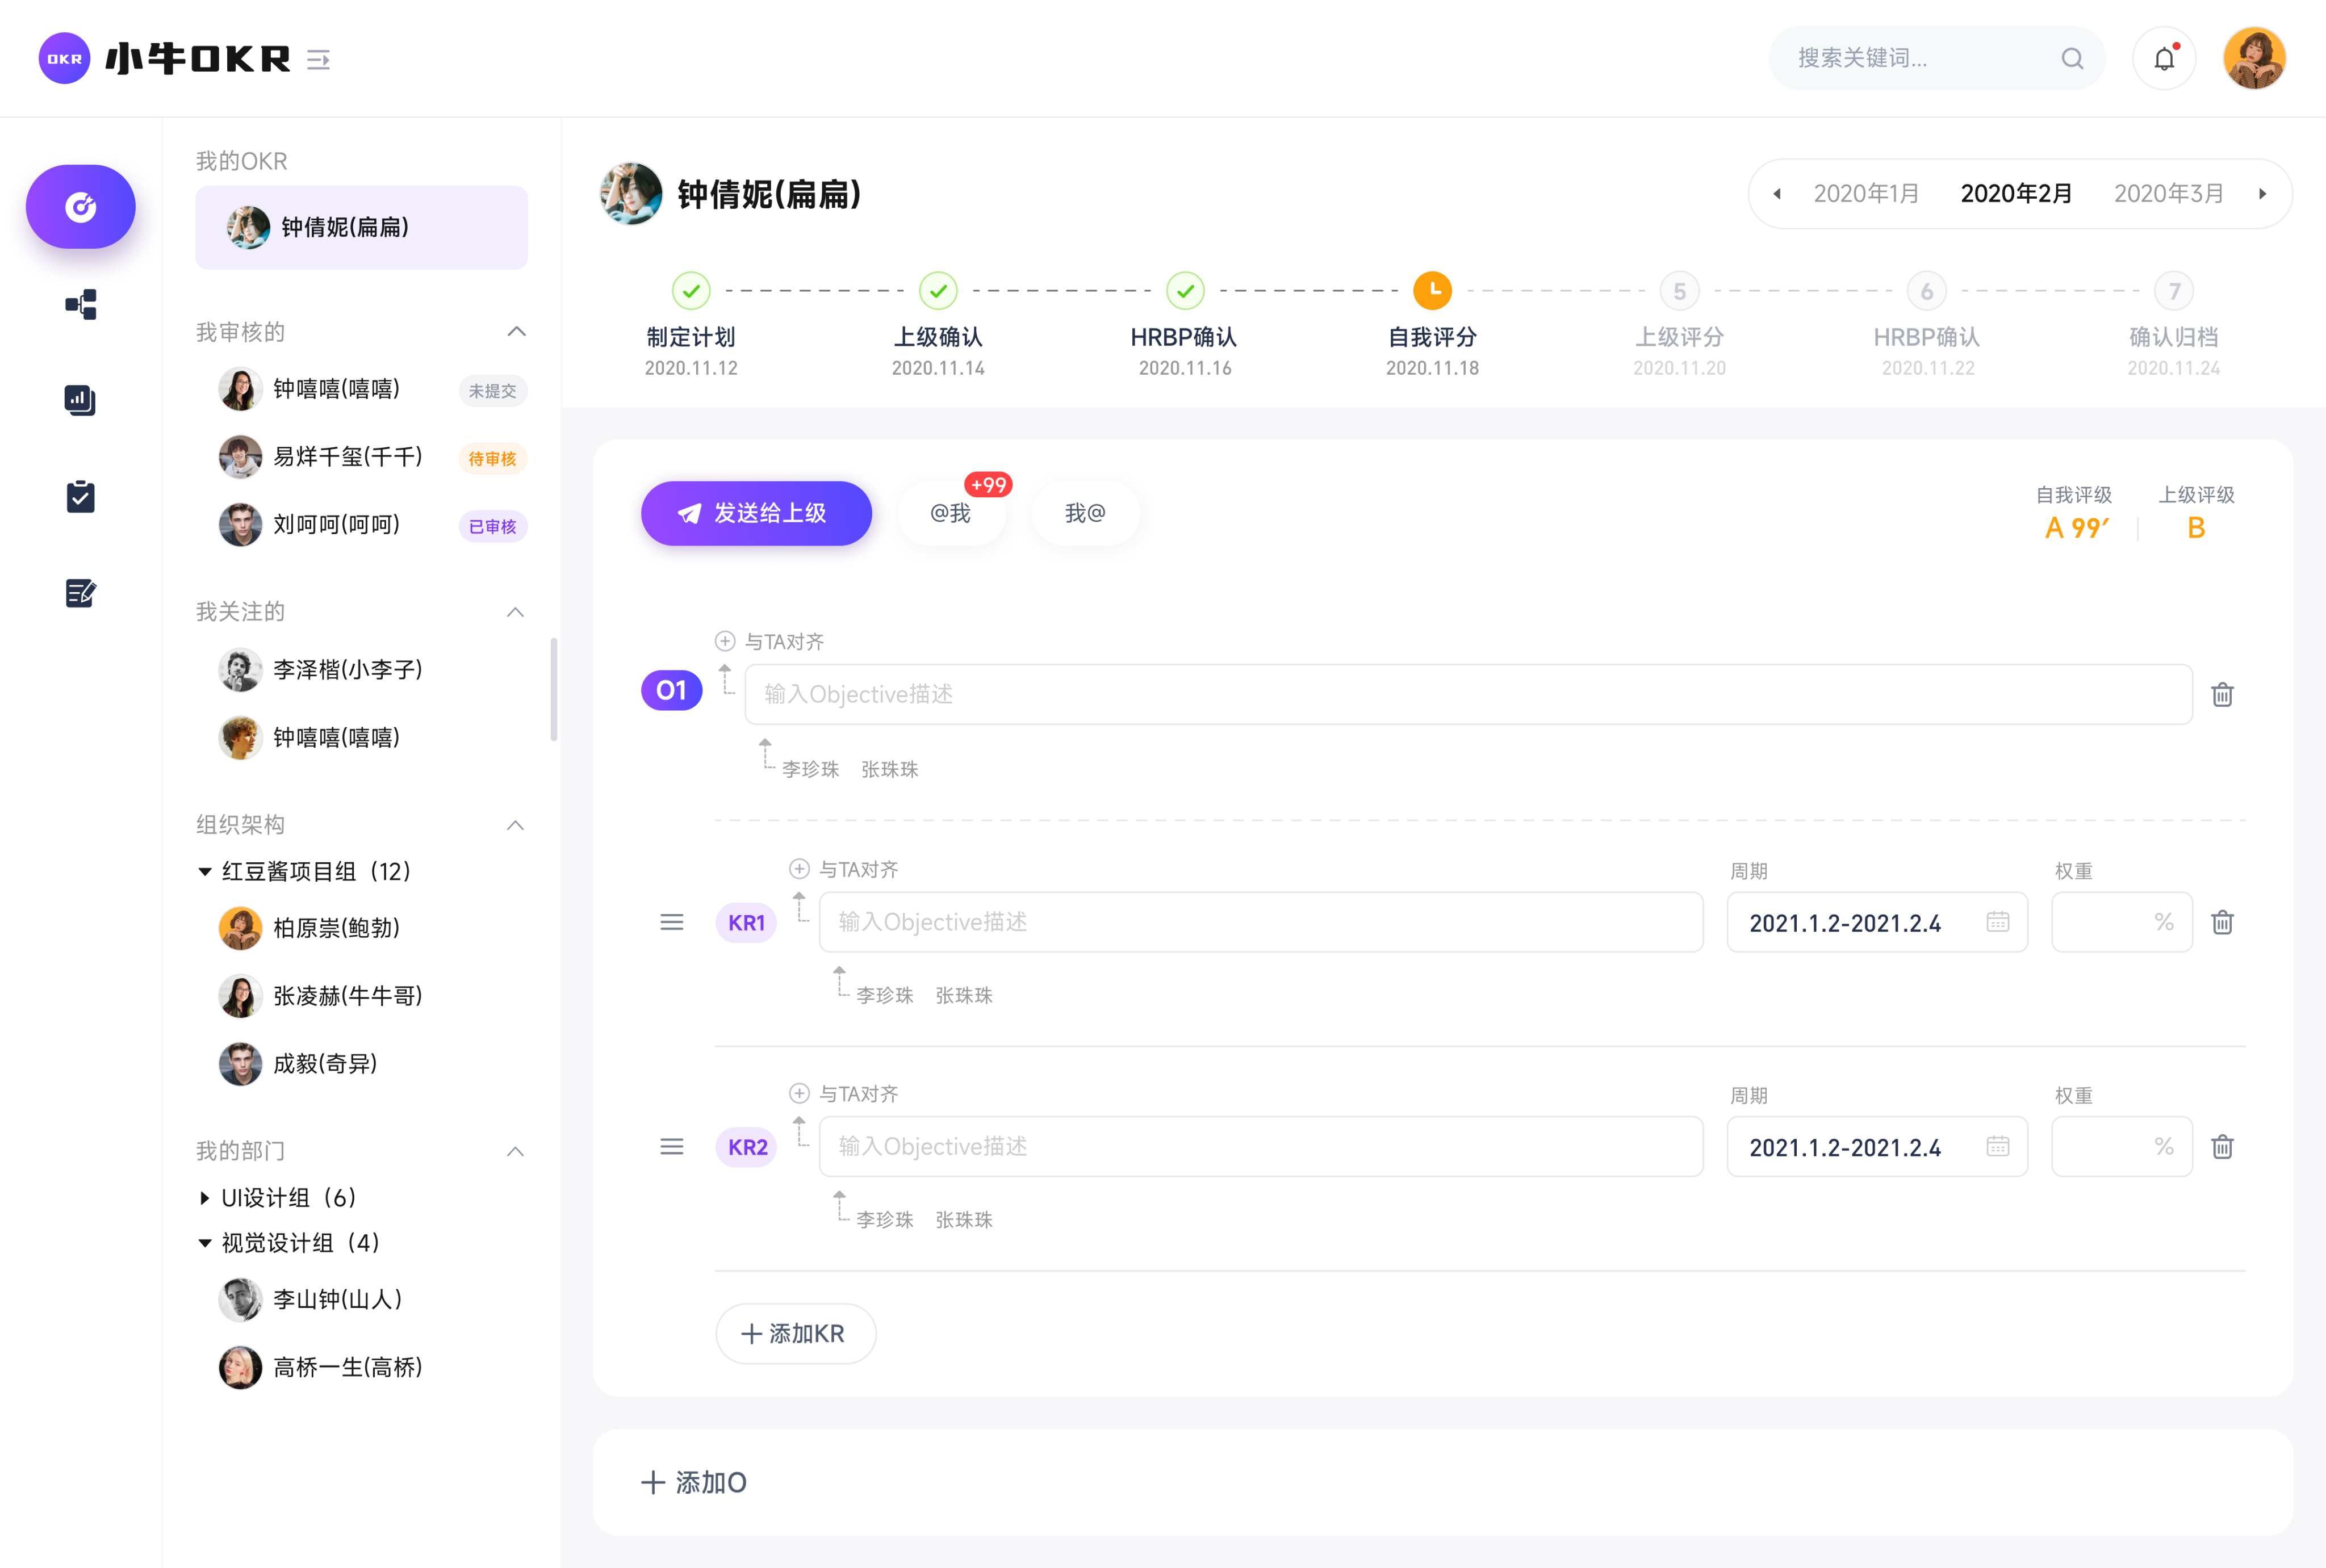 OKR 小牛OKR
搜索关键词...
我的OKR
钟倩妮(扁扁)
我审核的
钟嘻嘻(嘻嘻) 未提交
易烊千玺(千千) 待审核
刘呵呵(呵呵) 已审核
我关注的
李泽楷(小李子)
钟嘻嘻(嘻嘻)
组织架构
红豆酱项目组（12）
柏原崇(鲍勃)
张凌赫(牛牛哥)
成毅(奇异)
我的部门
UI设计组（6）
视觉设计组（4）
李山钟(山人)
高桥一生(高桥)
钟倩妮(扁扁)
2020年1月 2020年2月 2020年3月
5 6 7
制定计划 上级确认 HRBP确认 自我评分 上级评分 HRBP确认 确认归档
2020.11.12 2020.11.14 2020.11.16 2020.11.18 2020.11.20 2020.11.22 2020.11.24
发送给上级 @我 +99 我@
自我评级 上级评级
A 99′ B
与TA对齐
O1 输入Objective描述
李珍珠 张珠珠
与TA对齐 周期 权重
KR1 输入Objective描述 2021.1.2-2021.2.4 %
李珍珠 张珠珠
与TA对齐 周期 权重
KR2 输入Objective描述 2021.1.2-2021.2.4 %
李珍珠 张珠珠
添加KR
添加O